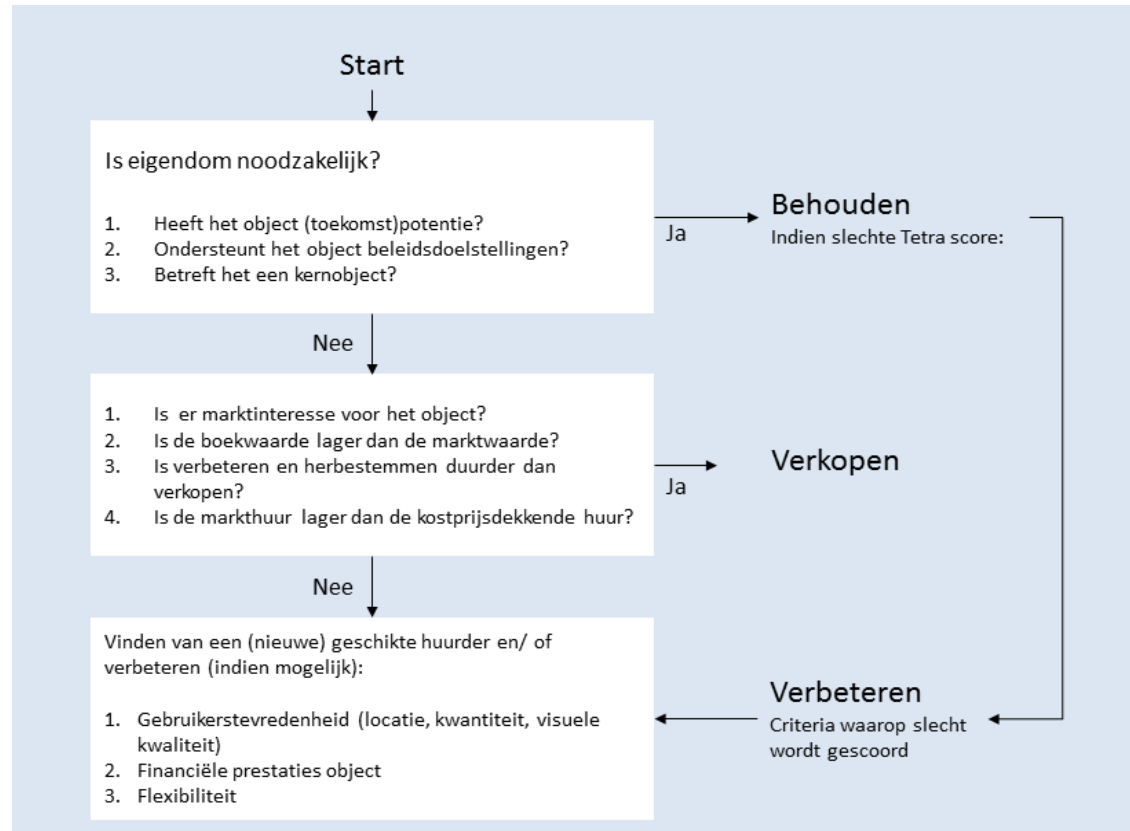 Start
Is eigendom noodzakelijk?
1. Heeft het object (toekomst)potentie?
2. Ondersteunt het object beleidsdoelstellingen?
3. Betreft het een kernobject?
Ja
Behouden
Indien slechte Tetra score:
Nee
1. Is er marktinteresse voor het object?
2. Is de boekwaarde lager dan de marktwaarde?
3. Is verbeteren en herbestemmen duurder dan
verkopen?
4. Is de markthuur lager dan de kostprijsdekkende huur?
Ja
Verkopen
Nee
Vinden van een (nieuwe) geschikte huurder en/ of
verbeteren (indien mogelijk):
1. Gebruikerstevredenheid (locatie, kwantiteit, visuele
kwaliteit)
2. Financiële prestaties object
3. Flexibiliteit
Verbeteren
Criteria waarop slecht
wordt gescoord